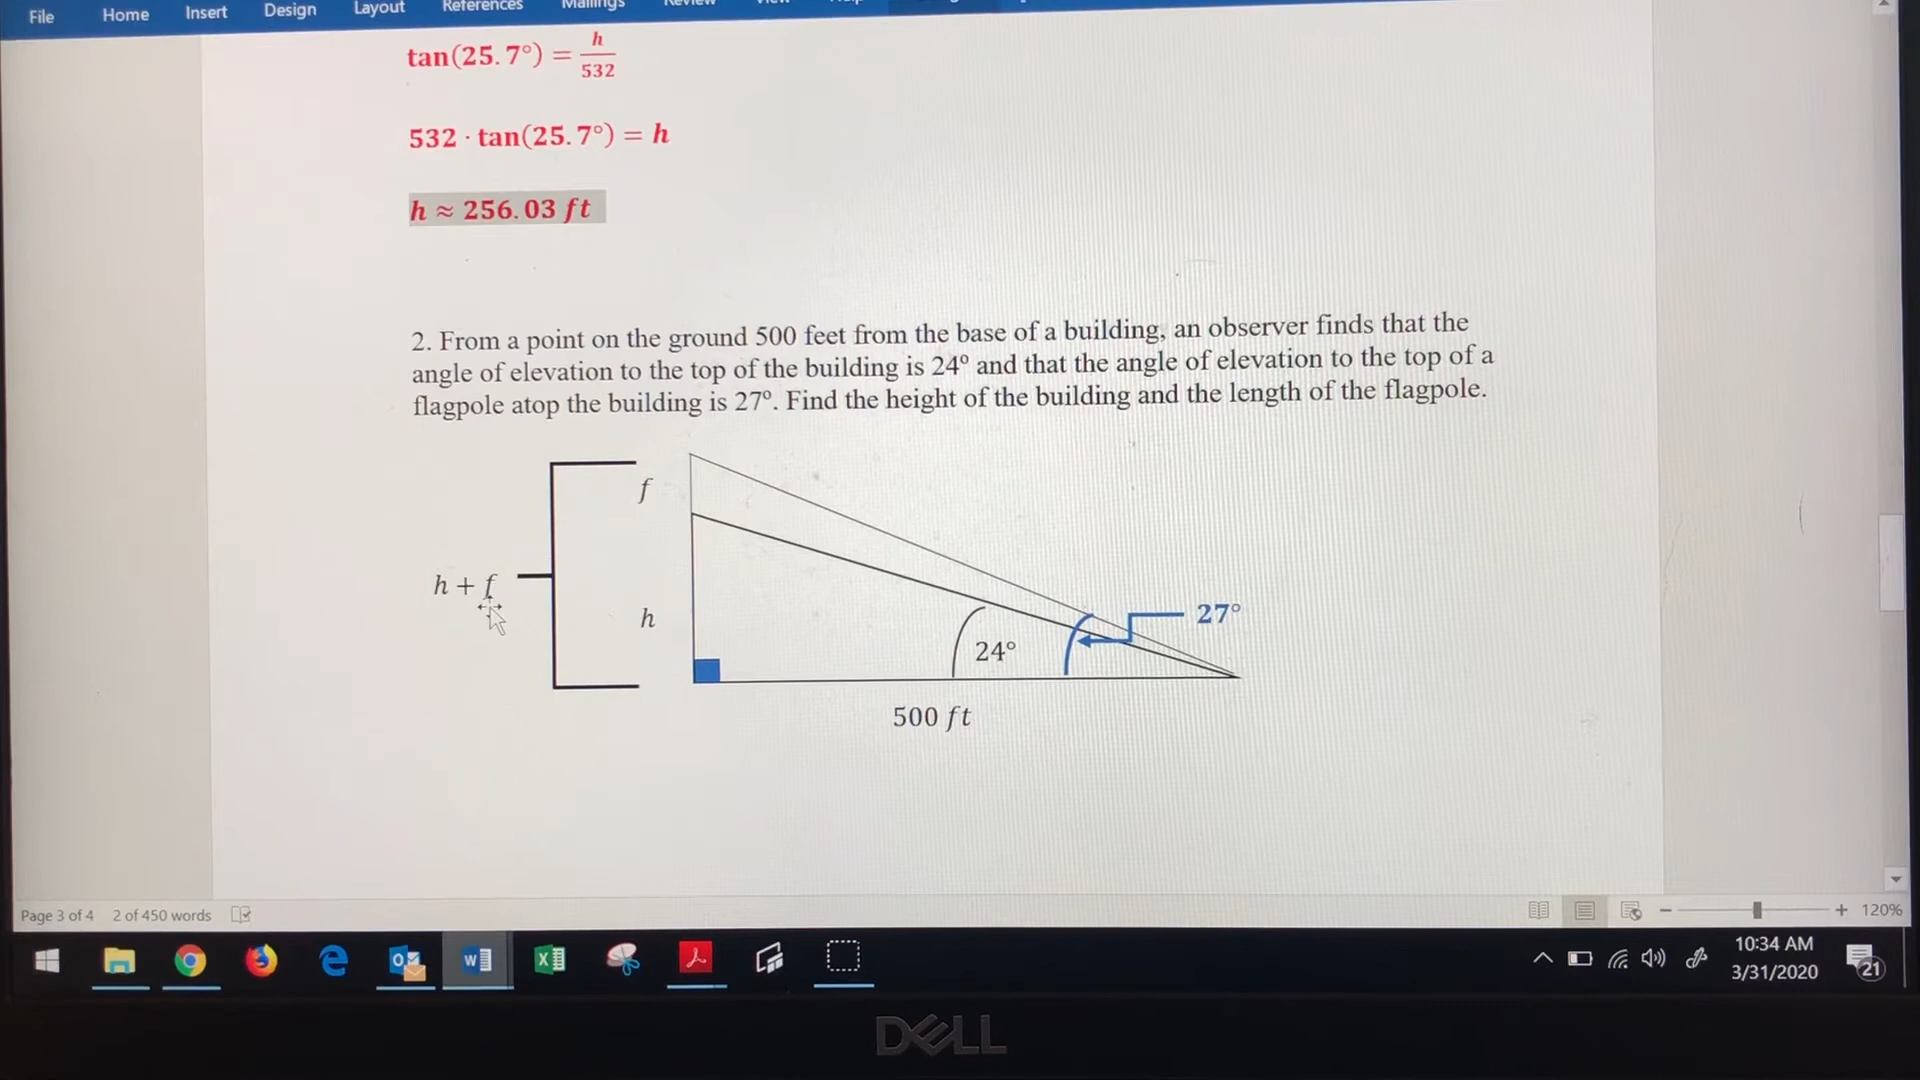 File Home Insert Design Layout References Mailings Review View Help
tan(25.7°) = h/532
532 · tan(25.7°) = h
h ≈ 256.03 ft
2. From a point on the ground 500 feet from the base of a building, an observer finds that the
angle of elevation to the top of the building is 24° and that the angle of elevation to the top of a
flagpole atop the building is 27°. Find the height of the building and the length of the flagpole.
f
h + f
h
24°
27°
500 ft
Page 3 of 4 2 of 450 words
120%
10:34 AM
3/31/2020
21
DELL